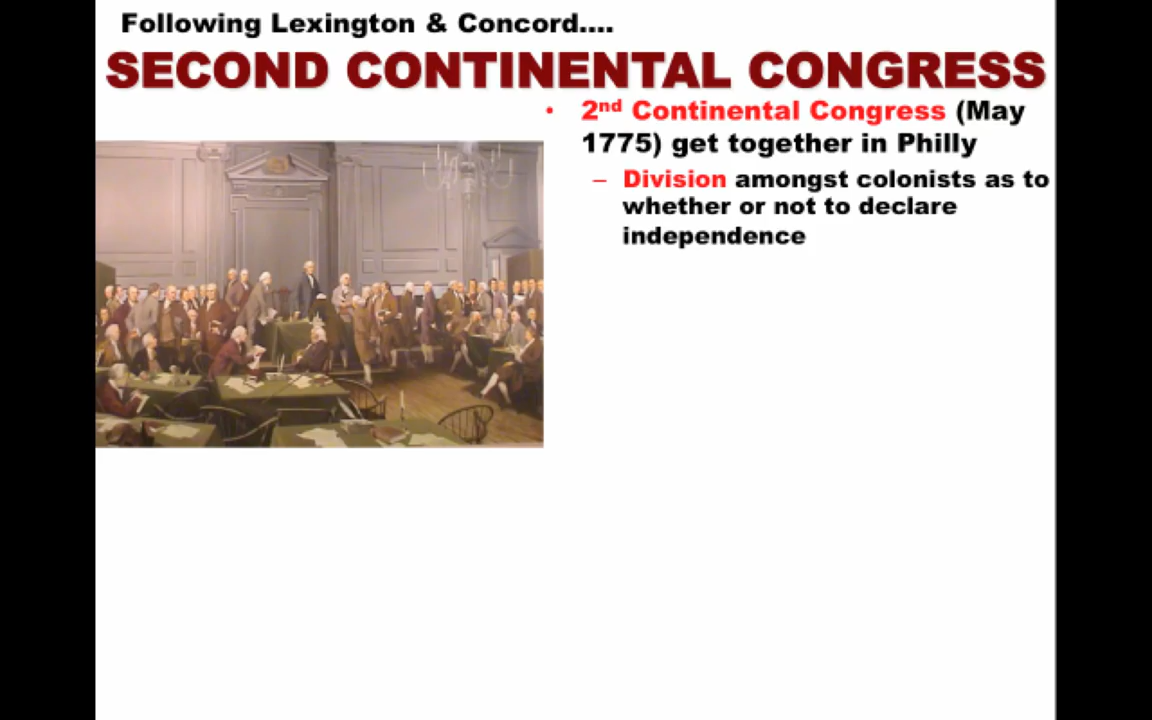 Following Lexington & Concord....
SECOND CONTINENTAL CONGRESS
• 2nd Continental Congress (May
1775) get together in Philly
– Division amongst colonists as to
whether or not to declare
independence